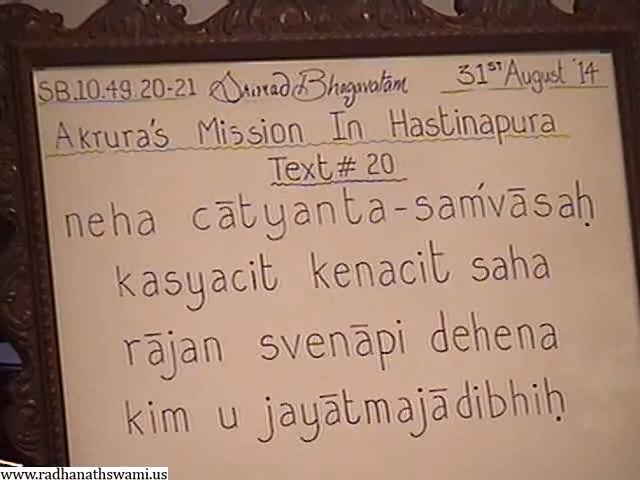 SB.10.49.20-21 Srimad Bhagavatam 31ST August '14
Akrura's Mission In Hastinapura
Text # 20
neha cātyanta-saṁvāsaḥ
kasyacit kenacit saha
rājan svenāpi dehena
kim u jayātmajādibhiḥ
www.radhanathswami.us